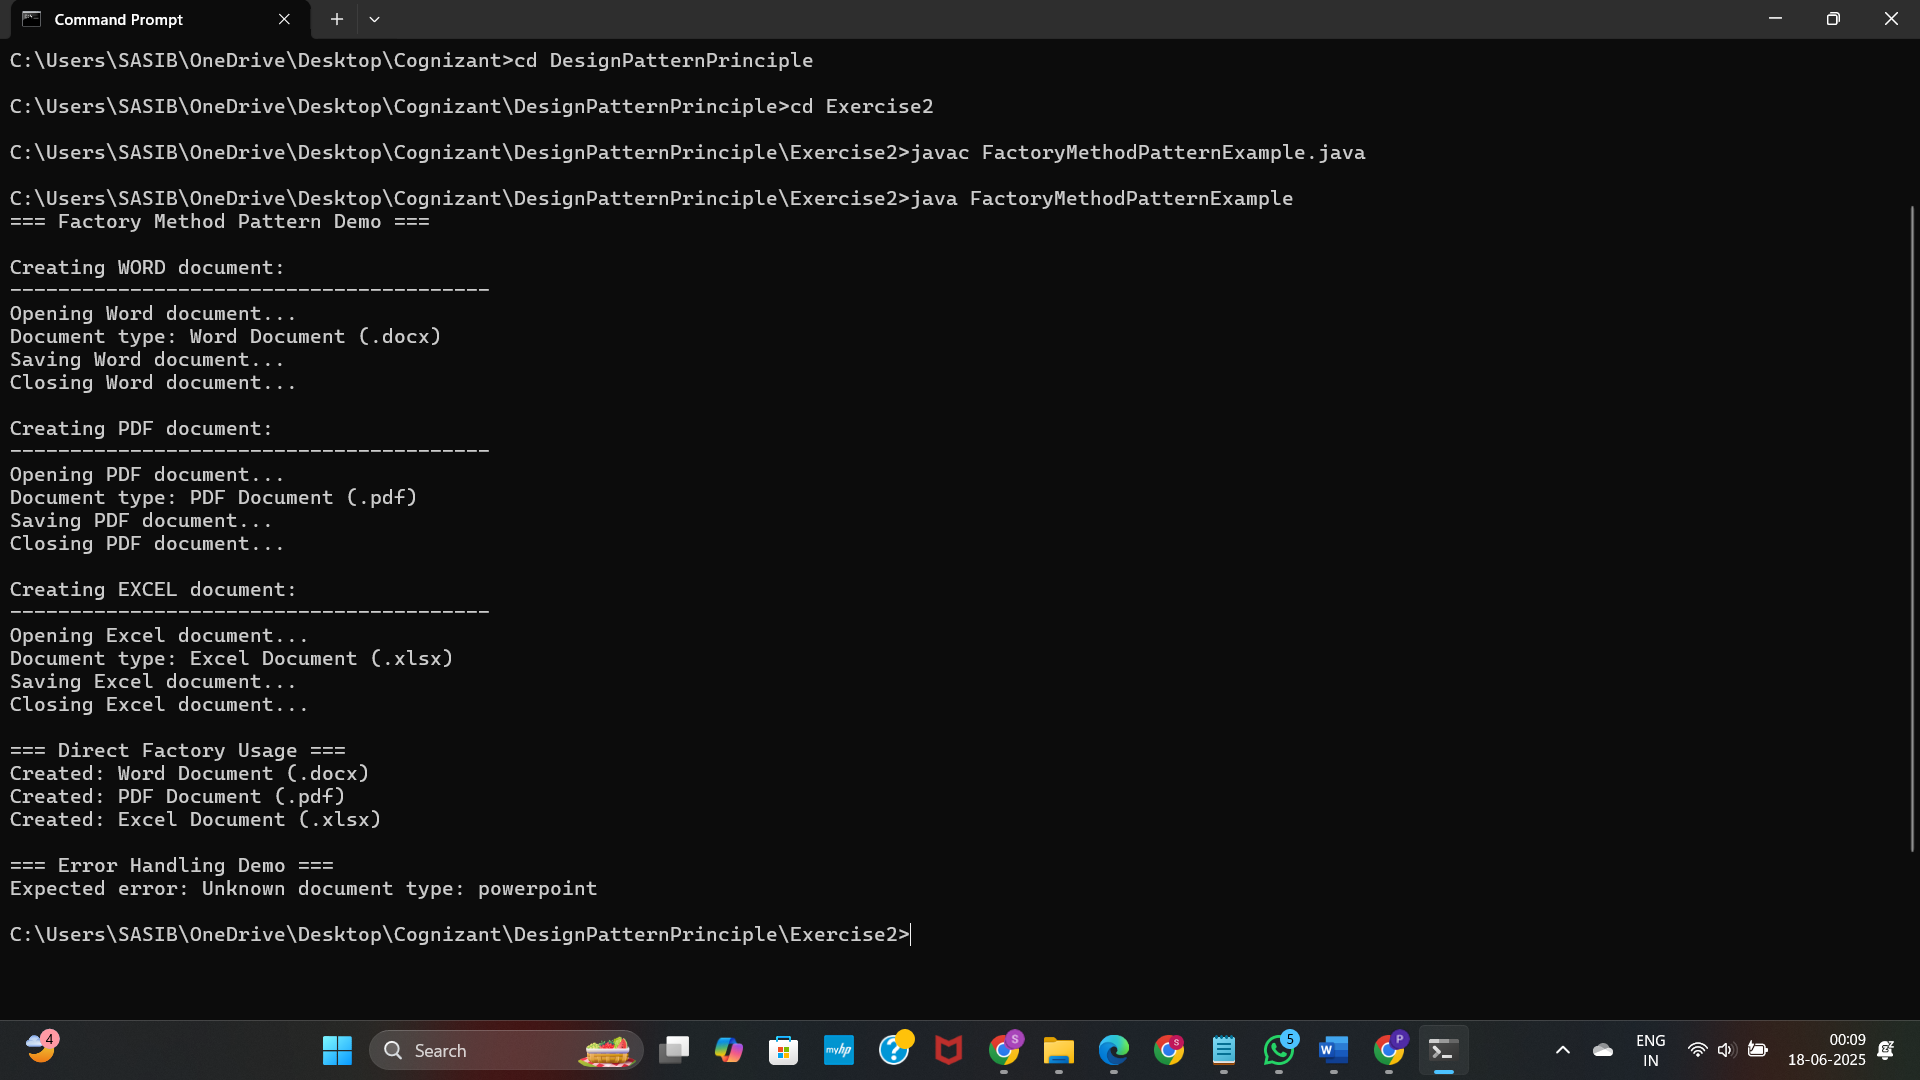 Command Prompt
C:\Users\SASIB\OneDrive\Desktop\Cognizant>cd DesignPatternPrinciple
C:\Users\SASIB\OneDrive\Desktop\Cognizant\DesignPatternPrinciple>cd Exercise2
C:\Users\SASIB\OneDrive\Desktop\Cognizant\DesignPatternPrinciple\Exercise2>javac FactoryMethodPatternExample.java
C:\Users\SASIB\OneDrive\Desktop\Cognizant\DesignPatternPrinciple\Exercise2>java FactoryMethodPatternExample
=== Factory Method Pattern Demo ===
Creating WORD document:
----------------------------------------
Opening Word document...
Document type: Word Document (.docx)
Saving Word document...
Closing Word document...
Creating PDF document:
----------------------------------------
Opening PDF document...
Document type: PDF Document (.pdf)
Saving PDF document...
Closing PDF document...
Creating EXCEL document:
----------------------------------------
Opening Excel document...
Document type: Excel Document (.xlsx)
Saving Excel document...
Closing Excel document...
=== Direct Factory Usage ===
Created: Word Document (.docx)
Created: PDF Document (.pdf)
Created: Excel Document (.xlsx)
=== Error Handling Demo ===
Expected error: Unknown document type: powerpoint
C:\Users\SASIB\OneDrive\Desktop\Cognizant\DesignPatternPrinciple\Exercise2>
4
Search
myhp
S
S
5
W
P
ENG
IN
00:09
18-06-2025